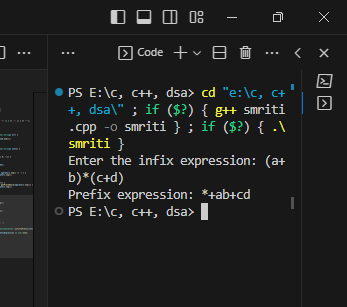 Code
PS E:\c, c++, dsa> cd "e:\c, c+
+, dsa\" ; if ($?) { g++ smriti
.cpp -o smriti } ; if ($?) { .\
smriti }
Enter the infix expression: (a+
b)*(c+d)
Prefix expression: *+ab+cd
PS E:\c, c++, dsa>